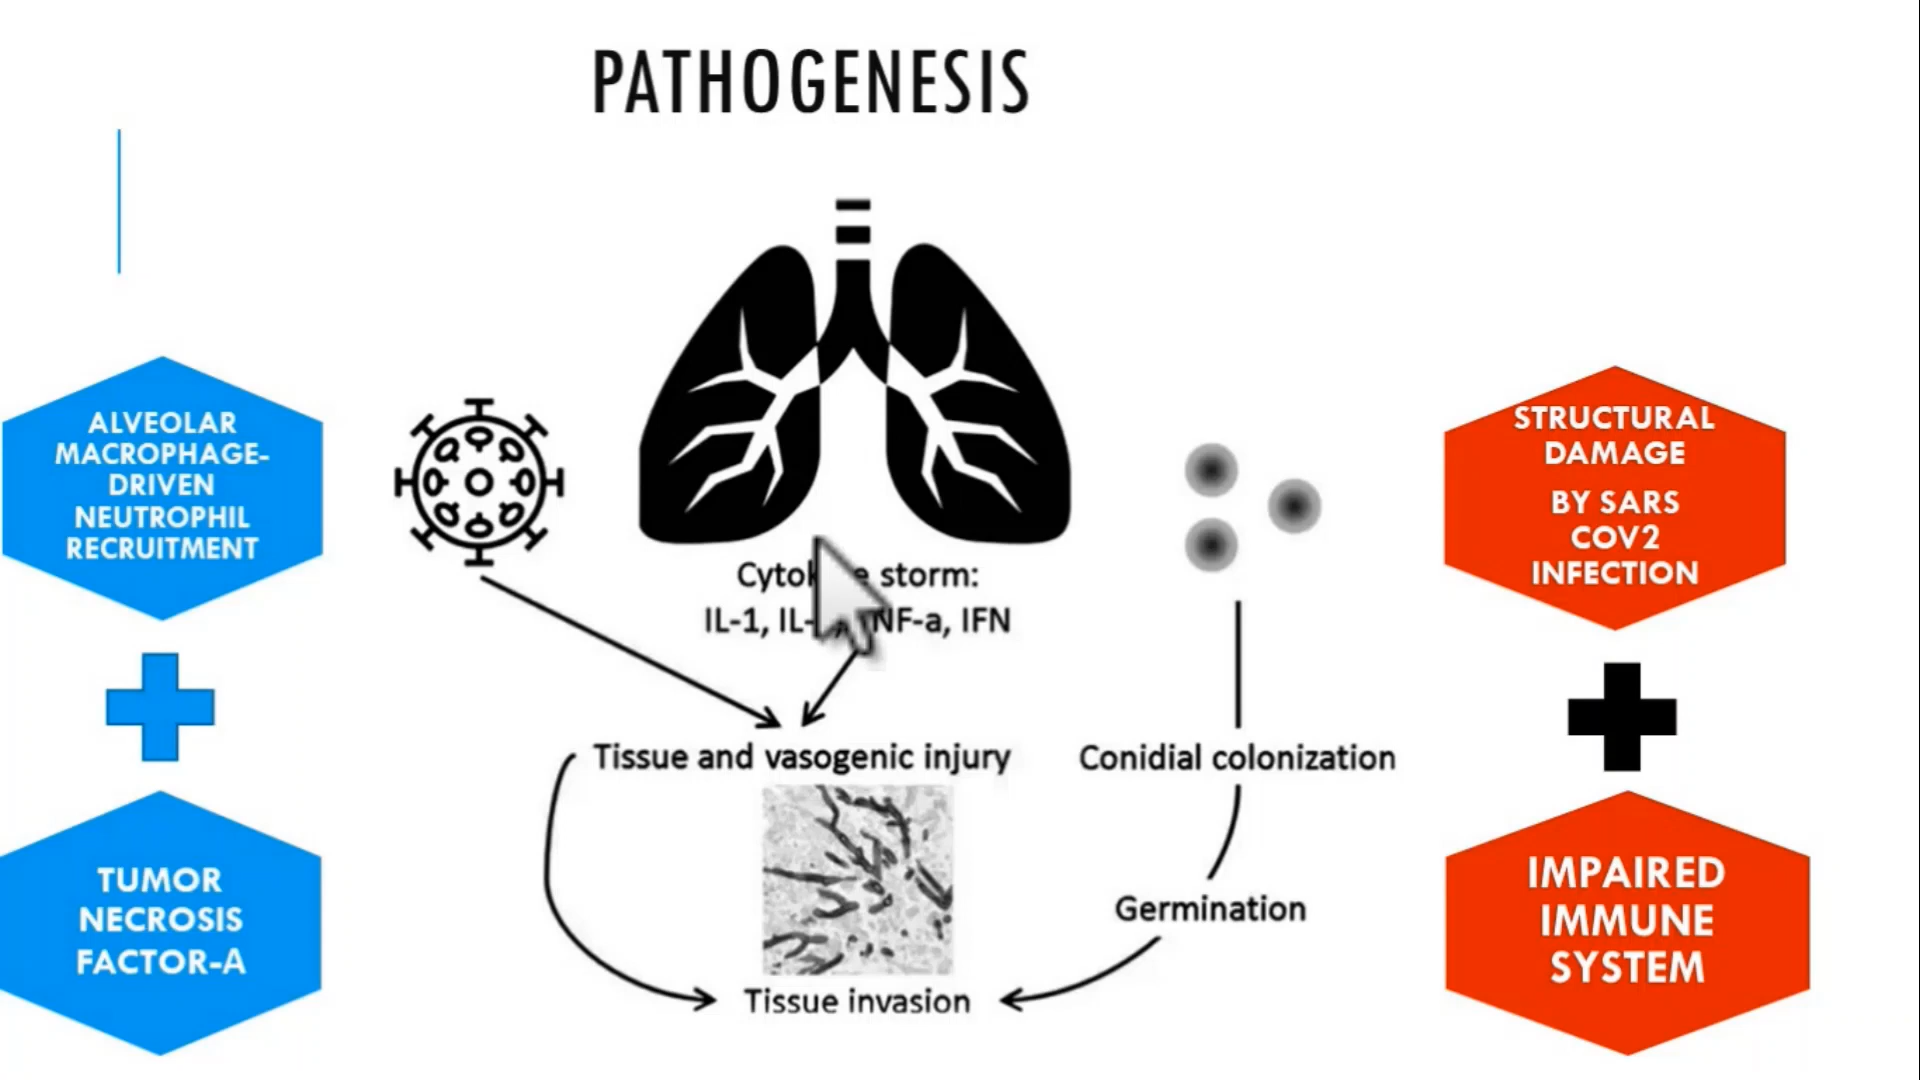 PATHOGENESIS
ALVEOLAR
MACROPHAGE-
DRIVEN
NEUTROPHIL
RECRUITMENT
TUMOR
NECROSIS
FACTOR-A
storm:
IL-1, NF-a, IFN
Tissue and vasogenic injury
Tissue invasion
Conidial colonization
Germination
STRUCTURAL
DAMAGE
BY SARS
COV2
INFECTION
IMPAIRED
IMMUNE
SYSTEM